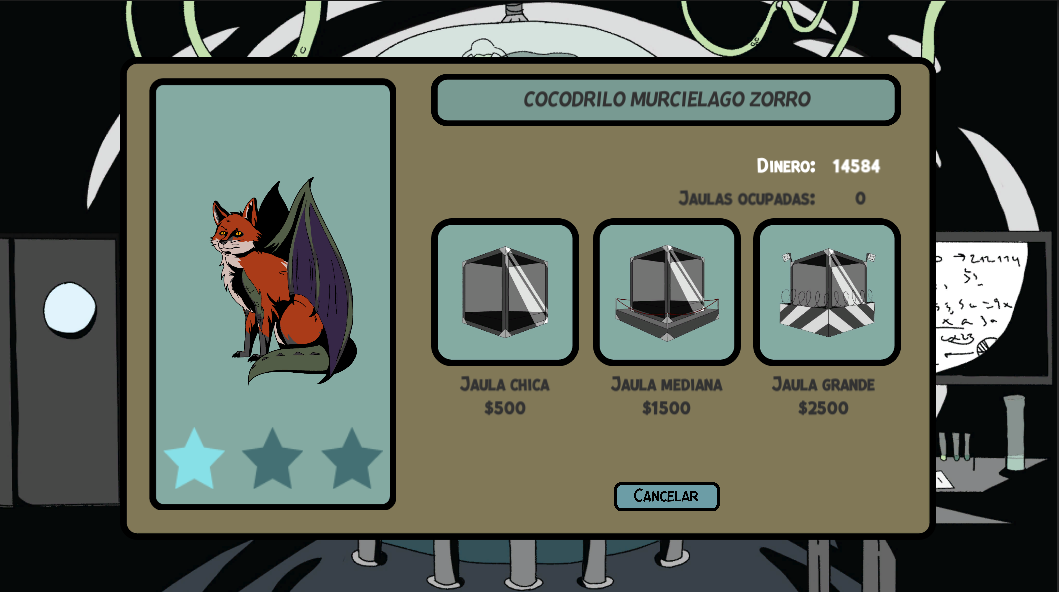 COCODRILO MURCIELAGO ZORRO
DINERO: 14584
JAULAS OCUPADAS: 0
JAULA CHICA
$500
JAULA MEDIANA
$1500
JAULA GRANDE
$2500
CANCELAR